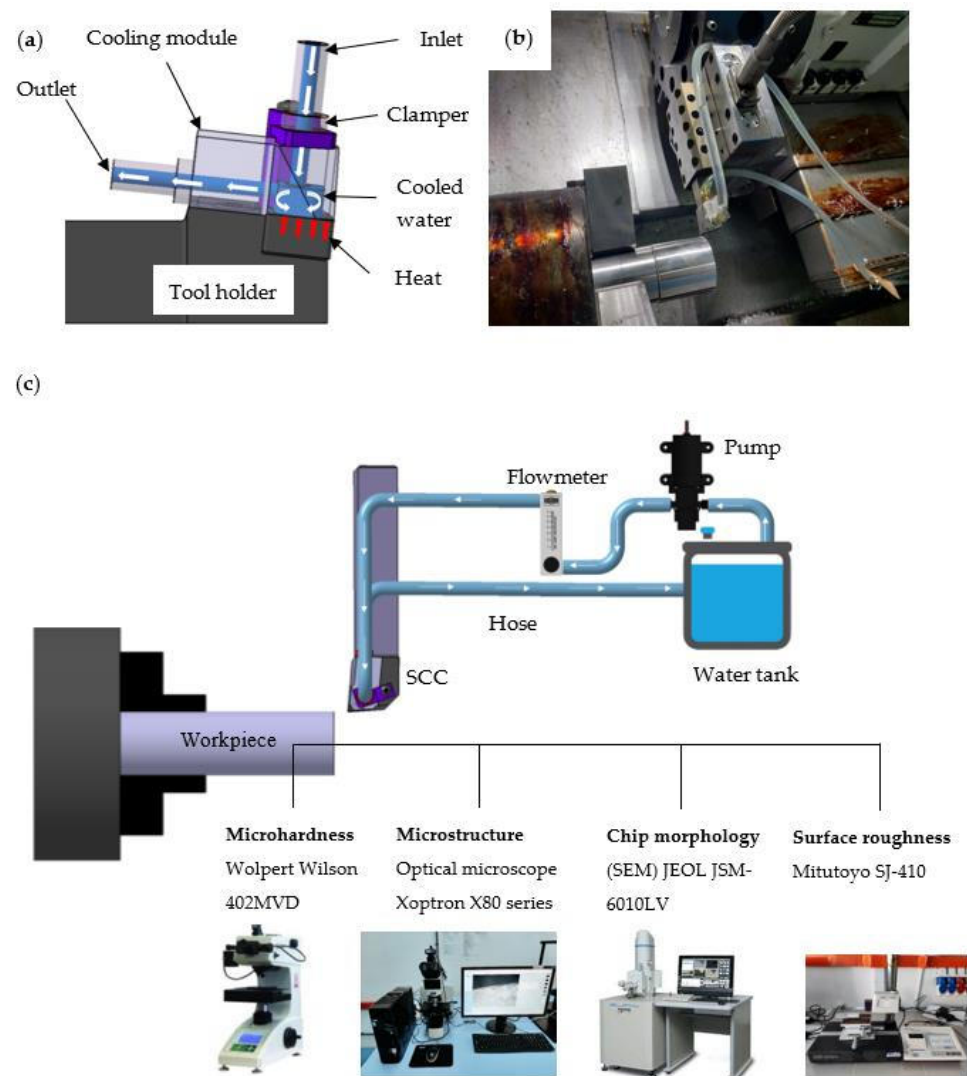 (a)
Cooling module
Inlet
Outlet
Clamper
Cooled
water
Heat
Tool holder
(b)
(c)
Pump
Flowmeter
Hose
SCC
Water tank
Workpiece
Microhardness
Wolpert Wilson
402MVD
Microstructure
Optical microscope
Xoptron X80 series
Chip morphology
(SEM) JEOL JSM-
6010LV
Surface roughness
Mitutoyo SJ-410